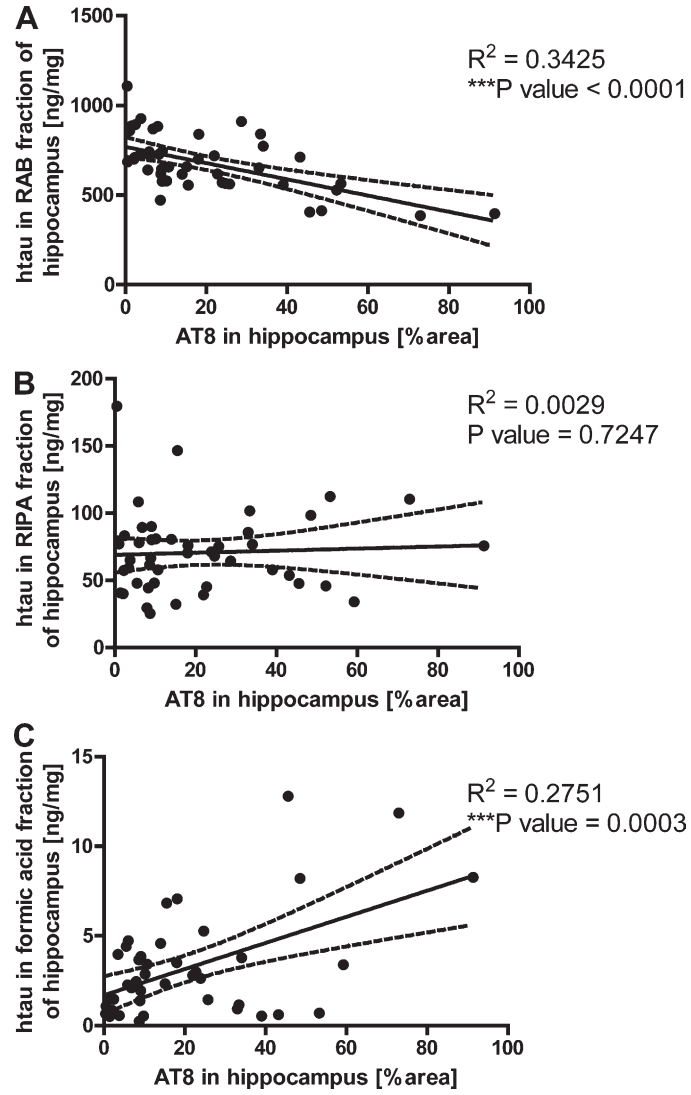 A
htau in RAB fraction of
hippocampus [ng/mg]
1500
1000
500
0
R² = 0.3425
***P value < 0.0001
0 20 40 60 80 100
AT8 in hippocampus [%area]
B
htau in RIPA fraction
of hippocampus [ng/mg]
200
150
100
50
0
R² = 0.0029
P value = 0.7247
0 20 40 60 80 100
AT8 in hippocampus [%area]
C
htau in formic acid fraction
of hippocampus [ng/mg]
15
10
5
0
R² = 0.2751
***P value = 0.0003
0 20 40 60 80 100
AT8 in hippocampus [%area]